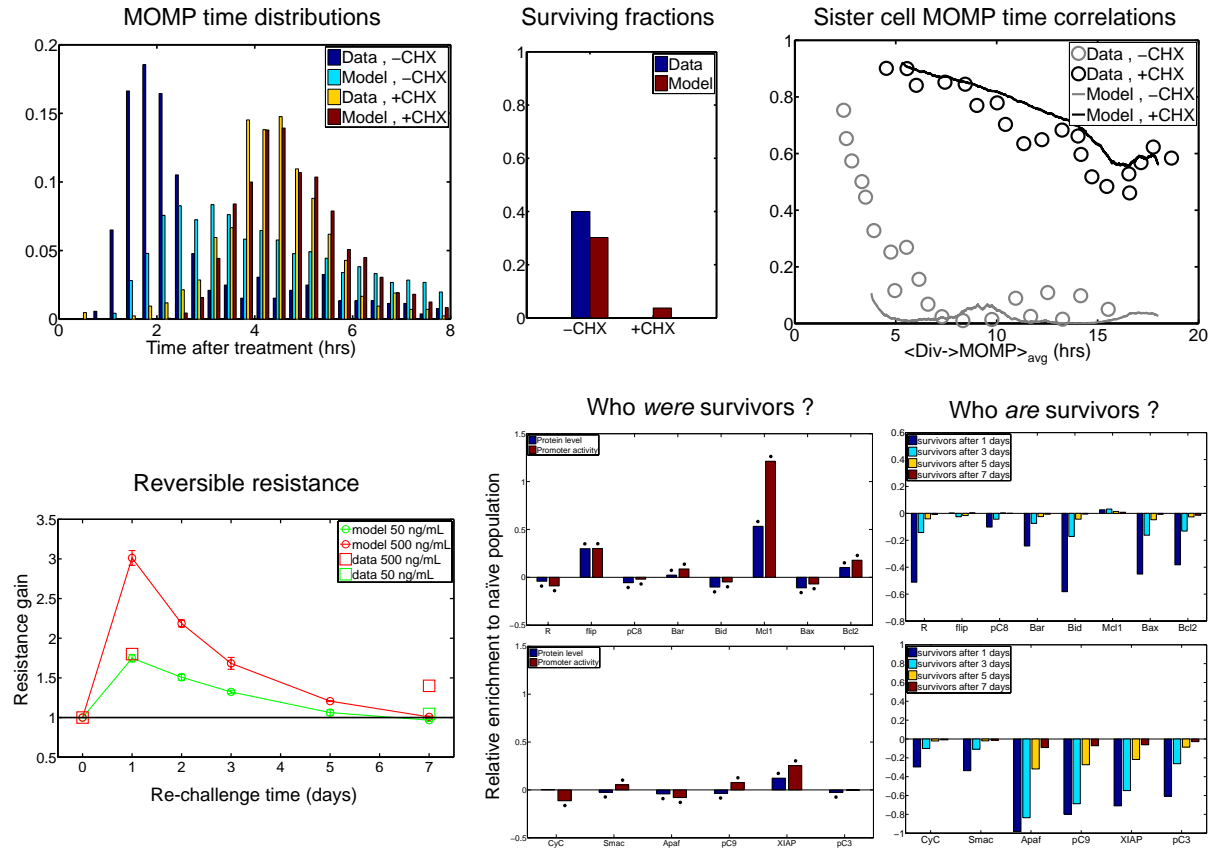 MOMP time distributions
0.2
0.15
0.1
0.05
0
0 2 4 6 8
Time after treatment (hrs)
Data , −CHX
Model , −CHX
Data , +CHX
Model , +CHX
Surviving fractions
1
0.8
0.6
0.4
0.2
0
−CHX +CHX
Data
Model
Sister cell MOMP time correlations
1
0.8
0.6
0.4
0.2
0
0 5 10 15 20
<Div->MOMP>avg (hrs)
Data , −CHX
Data , +CHX
Model , −CHX
Model , +CHX
Reversible resistance
Resistance gain
3.5
3
2.5
2
1.5
1
0.5
0 1 2 3 4 5 6 7
Re-challenge time (days)
model 50 ng/mL
model 500 ng/mL
data 500 ng/mL
data 50 ng/mL
Who were survivors ?
Relative enrichment to naïve population
1.5
1
0.5
0
−0.5
Protein level
Promoter activity
R flip pC8 Bar Bid Mcl1 Bax Bcl2
1.5
1
0.5
0
−0.5
Protein level
Promoter activity
CyC Smac Apaf pC9 XIAP pC3
Who are survivors ?
0.6
0.4
0.2
0
−0.2
−0.4
−0.6
−0.8
survivors after 1 days
survivors after 3 days
survivors after 5 days
survivors after 7 days
R flip pC8 Bar Bid Mcl1 Bax Bcl2
1
0.8
0.6
0.4
0.2
0
−0.2
−0.4
−0.6
−0.8
−1
survivors after 1 days
survivors after 3 days
survivors after 5 days
survivors after 7 days
CyC Smac Apaf pC9 XIAP pC3